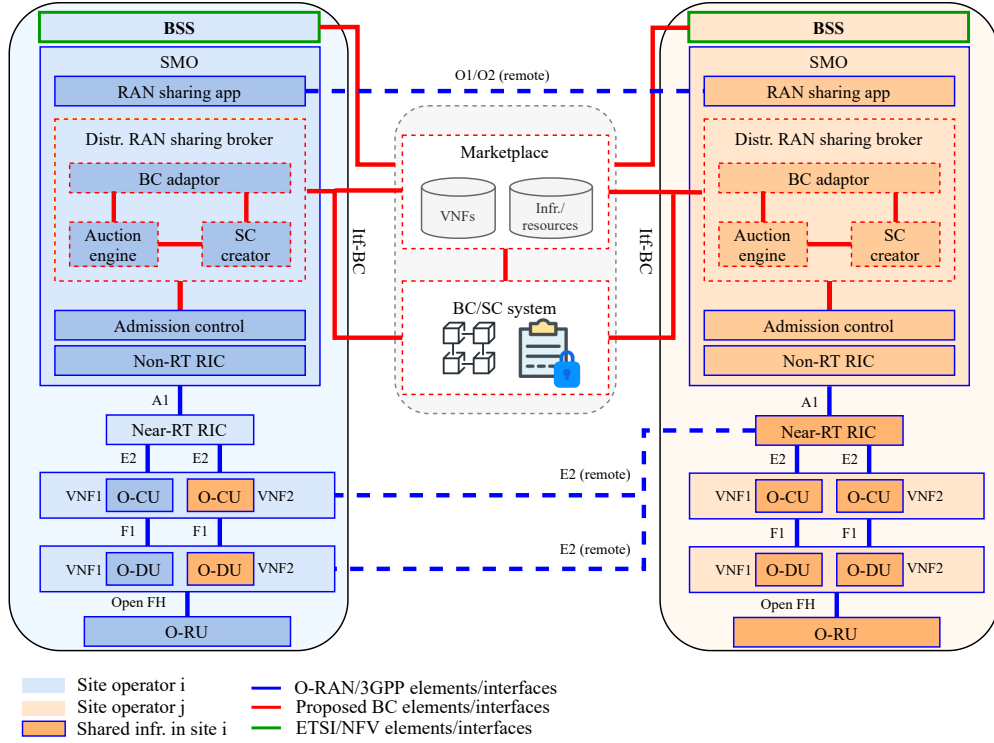 BSS
SMO
RAN sharing app
Distr. RAN sharing broker
BC adaptor
Auction
engine
SC
creator
Admission control
Non-RT RIC
A1
Near-RT RIC
E2
E2
VNF1
O-CU
O-CU
VNF2
F1
F1
VNF1
O-DU
O-DU
VNF2
Open FH
O-RU
O1/O2 (remote)
Marketplace
VNFs
Infr./
resources
Itf-BC
Itf-BC
BC/SC system
E2 (remote)
E2 (remote)
BSS
SMO
RAN sharing app
Distr. RAN sharing broker
BC adaptor
Auction
engine
SC
creator
Admission control
Non-RT RIC
A1
Near-RT RIC
E2
E2
VNF1
O-CU
O-CU
VNF2
F1
F1
VNF1
O-DU
O-DU
VNF2
Open FH
O-RU
Site operator i
Site operator j
Shared infr. in site i
O-RAN/3GPP elements/interfaces
Proposed BC elements/interfaces
ETSI/NFV elements/interfaces